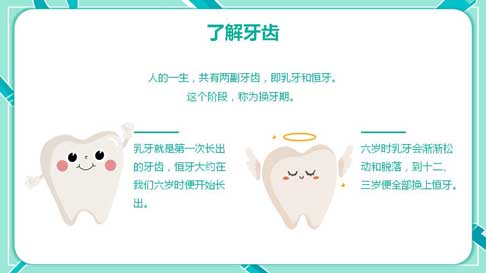 了解牙齿
人的一生，共有两副牙齿，即乳牙和恒牙。
这个阶段，称为换牙期。
乳牙就是第一次长出
的牙齿，恒牙大约在
我们六岁时便开始长
出。
六岁时乳牙会渐渐松
动和脱落，到十二、
三岁便全部换上恒牙。